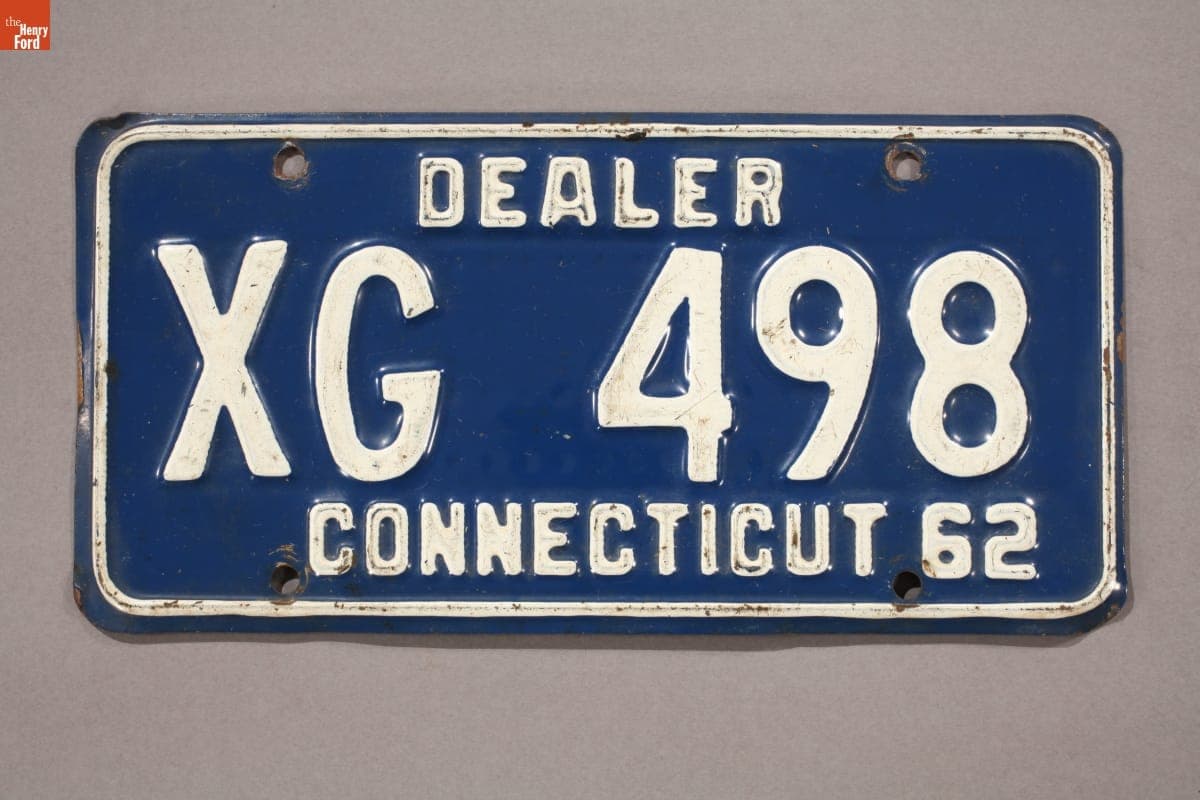 the
Henry
Ford
DEALER
XG 498
CONNECTICUT 62